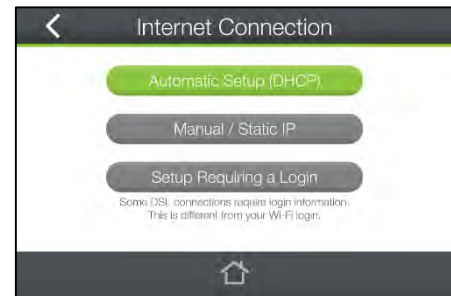 Internet Connection
Automatic Setup (DHCP)
Manual / Static IP
Setup Requiring a Login
Some DSL connections require login information.
This is different from your Wi-Fi login.